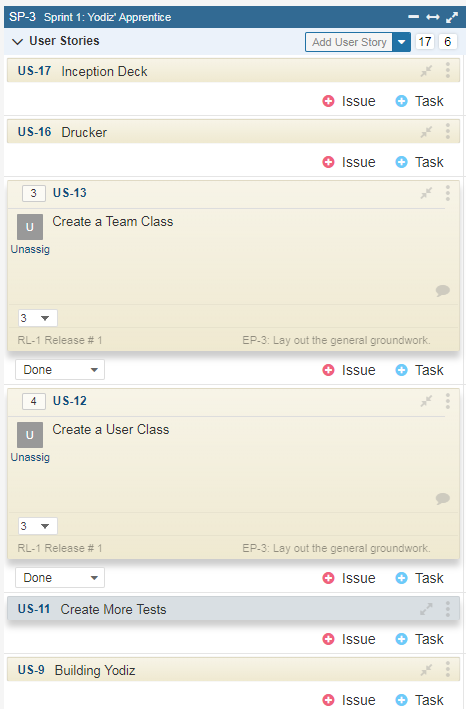 SP-3 Sprint 1: Yodiz' Apprentice
User Stories Add User Story 17 6
US-17 Inception Deck
Issue Task
US-16 Drucker
Issue Task
3 US-13
U Create a Team Class
Unassig
3
RL-1 Release # 1 EP-3: Lay out the general groundwork.
Done Issue Task
4 US-12
U Create a User Class
Unassig
3
RL-1 Release # 1 EP-3: Lay out the general groundwork.
Done Issue Task
US-11 Create More Tests
Issue Task
US-9 Building Yodiz
Issue Task